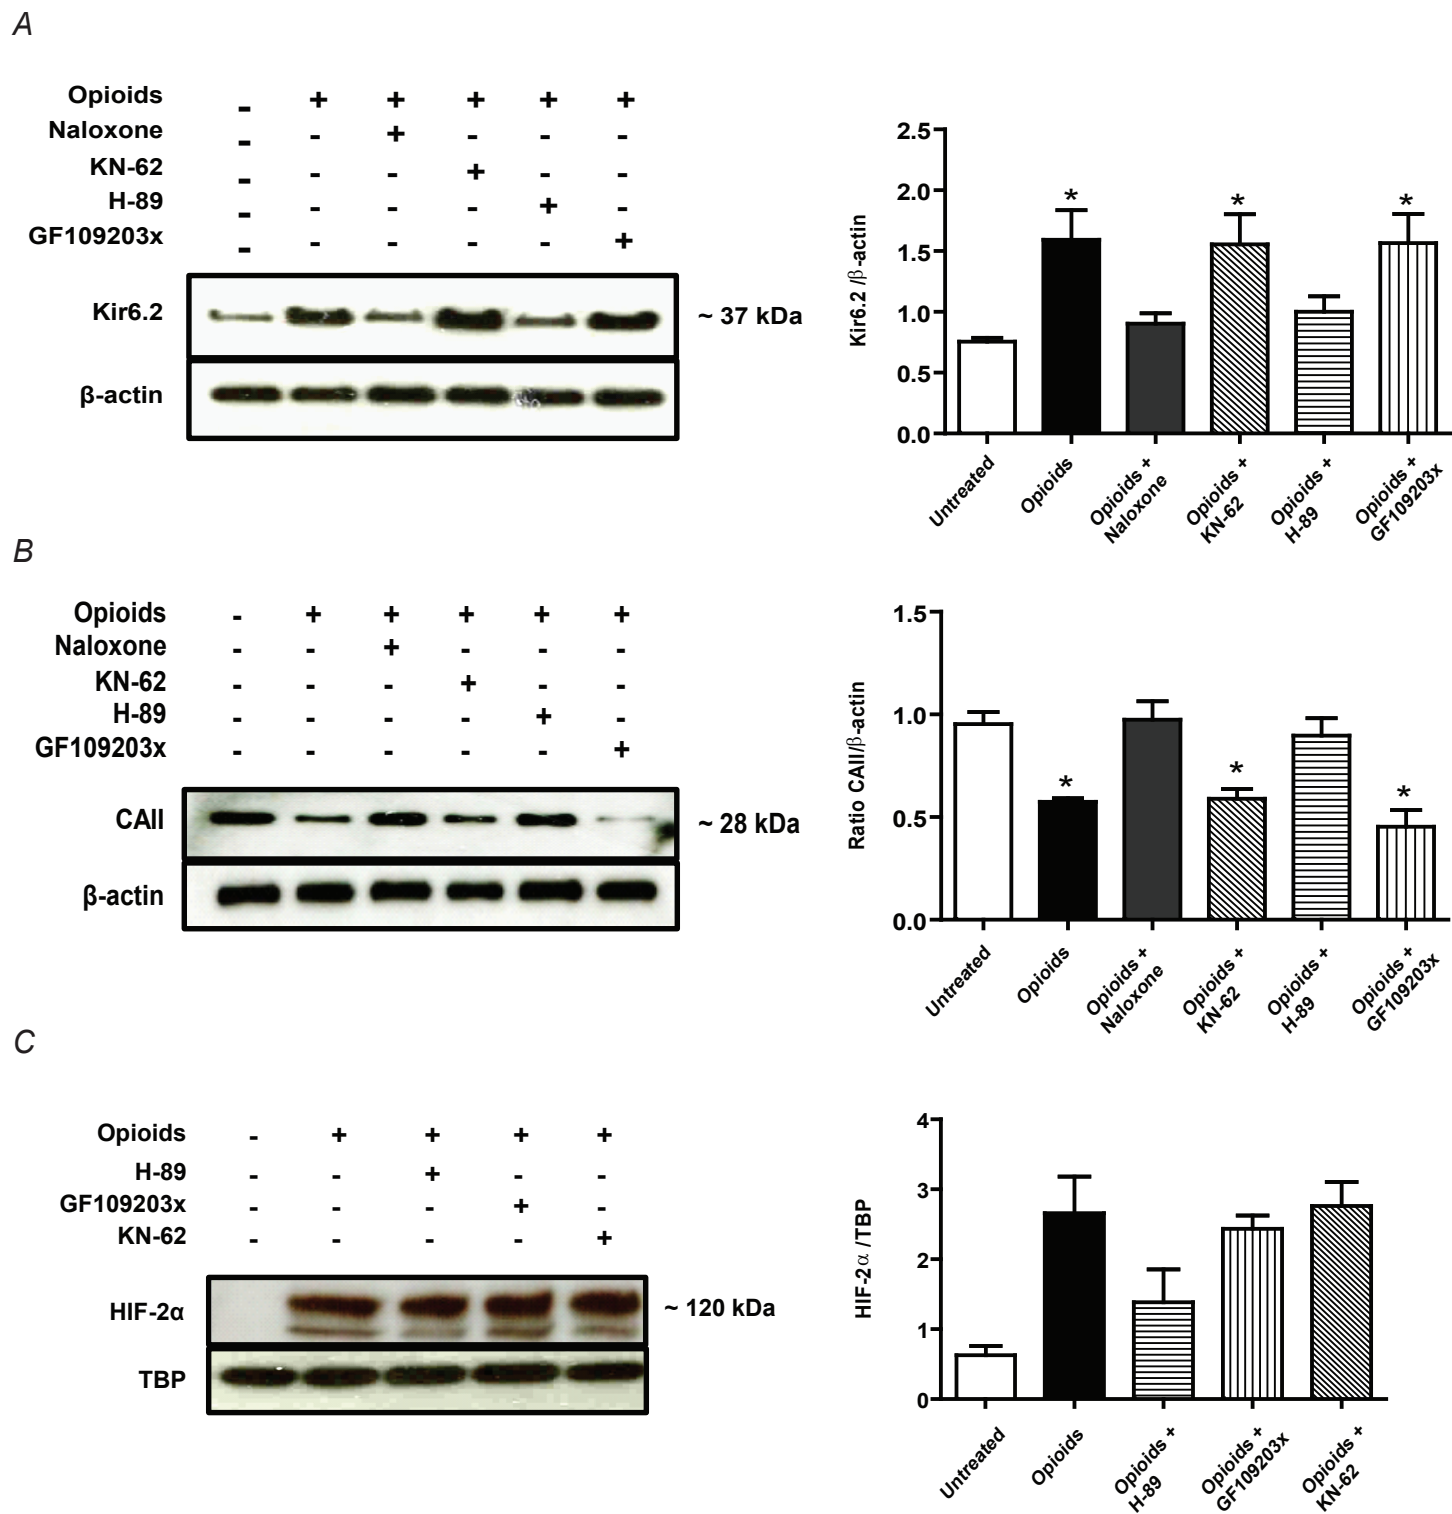 A
Opioids - + + + + +
Naloxone - - + - - -
KN-62 - - - + - -
H-89 - - - - + -
GF109203x - - - - - +
Kir6.2
~ 37 kDa
β-actin
Kir6.2 /β-actin
2.5
2.0
1.5
1.0
0.5
0.0
*
*
*
Untreated
Opioids
Opioids +
Naloxone
Opioids +
KN-62
Opioids +
H-89
Opioids +
GF109203x
B
Opioids - + + + + +
Naloxone - - + - - -
KN-62 - - - + - -
H-89 - - - - + -
GF109203x - - - - - +
CAII
~ 28 kDa
β-actin
Ratio CAII/β-actin
1.5
1.0
0.5
0.0
*
*
*
Untreated
Opioids
Opioids +
Naloxone
Opioids +
KN-62
Opioids +
H-89
Opioids +
GF109203x
C
Opioids - + + + +
H-89 - - + - -
GF109203x - - - + -
KN-62 - - - - +
HIF-2α
~ 120 kDa
TBP
HIF-2α /TBP
4
3
2
1
0
Untreated
Opioids
Opioids +
H-89
Opioids +
GF109203x
Opioids +
KN-62